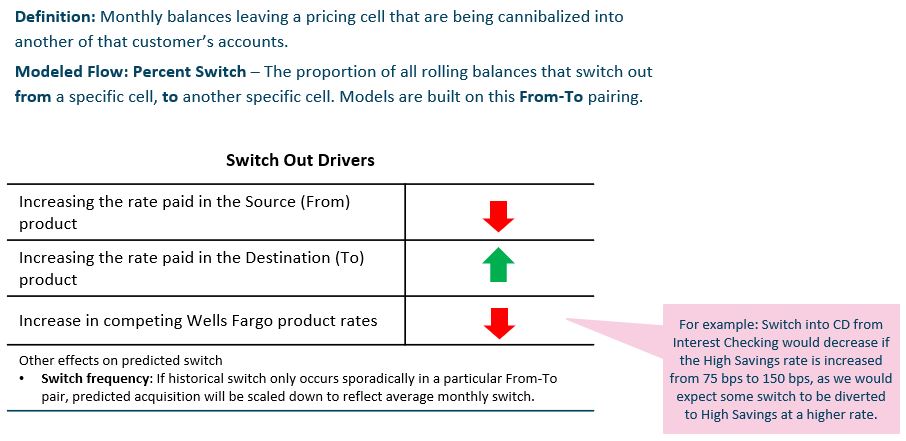 Definition: Monthly balances leaving a pricing cell that are being cannibalized into
another of that customer’s accounts.
Modeled Flow: Percent Switch – The proportion of all rolling balances that switch out
from a specific cell, to another specific cell. Models are built on this From-To pairing.
Switch Out Drivers
Increasing the rate paid in the Source (From)
product
Increasing the rate paid in the Destination (To)
product
Increase in competing Wells Fargo product rates
Other effects on predicted switch
• Switch frequency: If historical switch only occurs sporadically in a particular From-To
pair, predicted acquisition will be scaled down to reflect average monthly switch.
For example: Switch into CD from
Interest Checking would decrease if
the High Savings rate is increased
from 75 bps to 150 bps, as we would
expect some switch to be diverted
to High Savings at a higher rate.